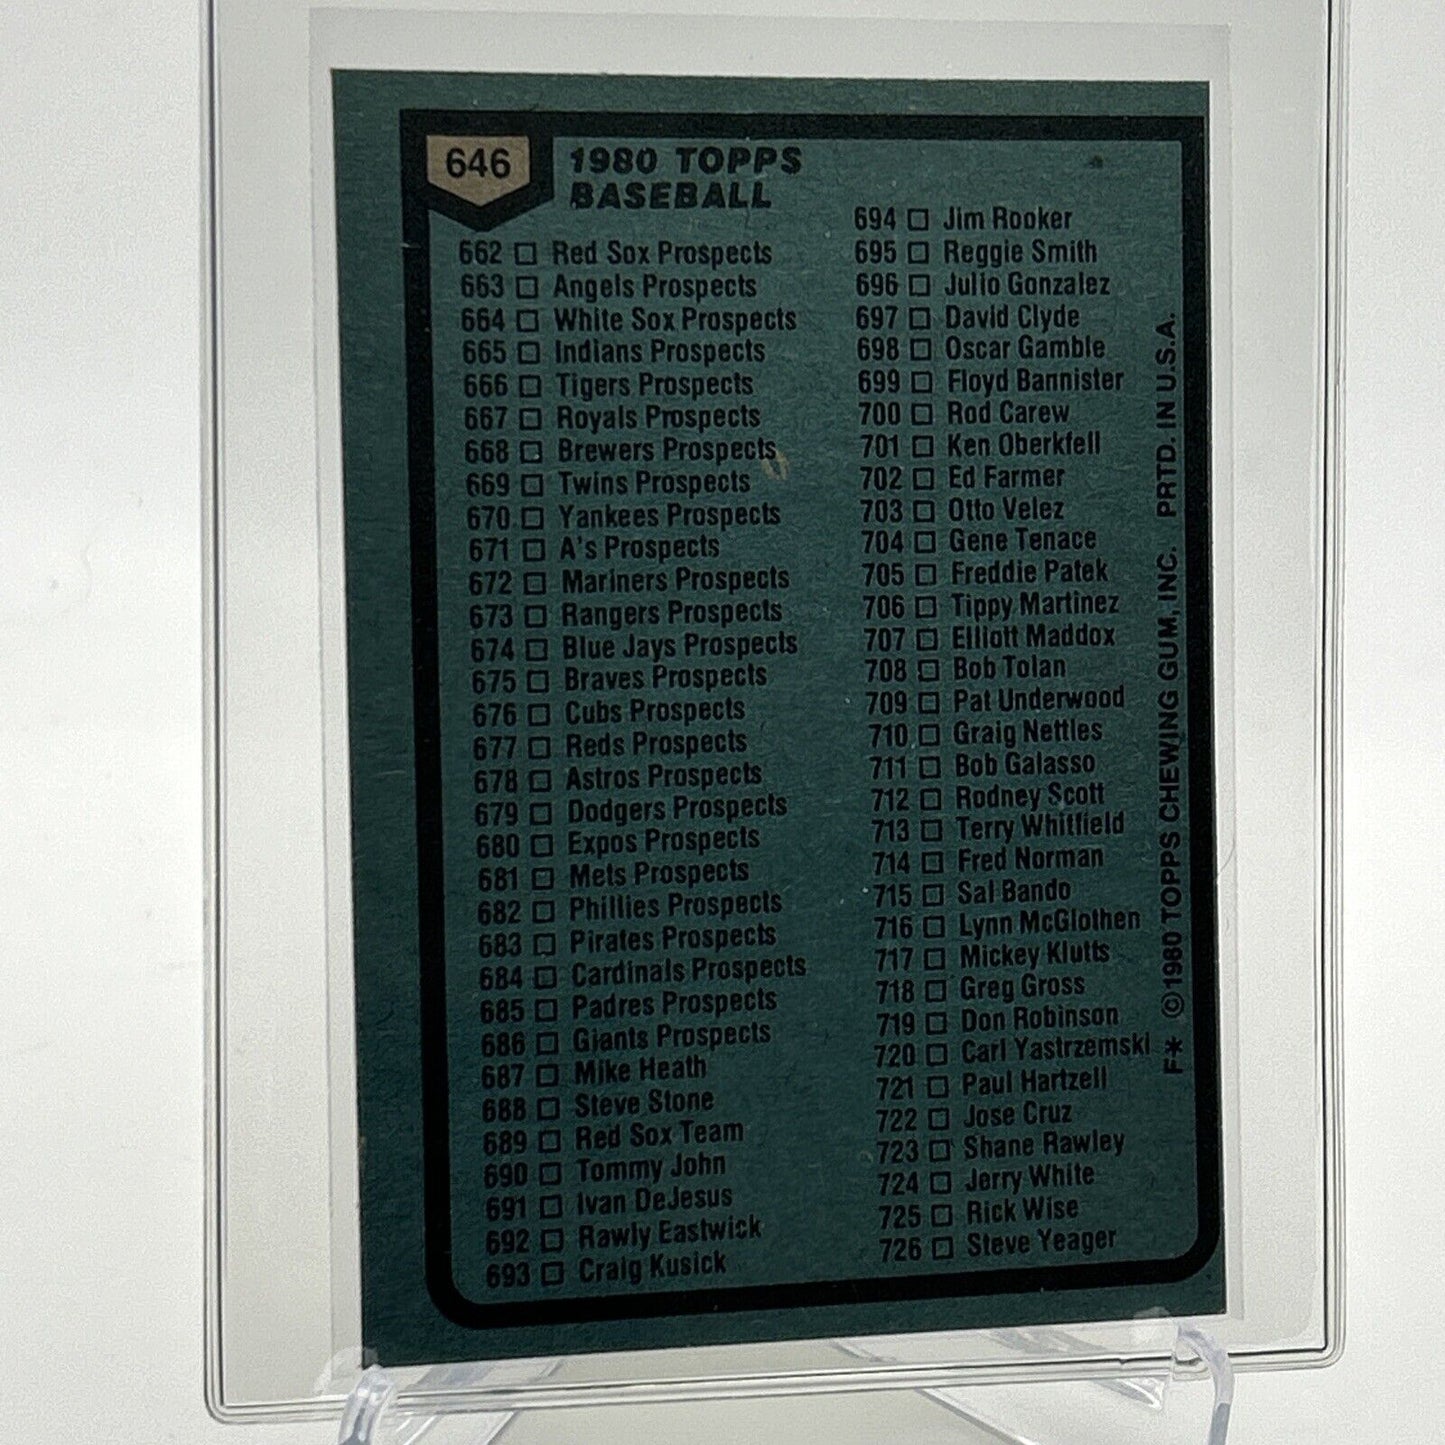 646
1980 TOPPS
BASEBALL
662 □ Red Sox Prospects
663 □ Angels Prospects
664 □ White Sox Prospects
665 □ Indians Prospects
666 □ Tigers Prospects
667 □ Royals Prospects
668 □ Brewers Prospects
669 □ Twins Prospects
670 □ Yankees Prospects
671 □ A's Prospects
672 □ Mariners Prospects
673 □ Rangers Prospects
674 □ Blue Jays Prospects
675 □ Braves Prospects
676 □ Cubs Prospects
677 □ Reds Prospects
678 □ Astros Prospects
679 □ Dodgers Prospects
680 □ Expos Prospects
681 □ Mets Prospects
682 □ Phillies Prospects
683 □ Pirates Prospects
684 □ Cardinals Prospects
685 □ Padres Prospects
686 □ Giants Prospects
687 □ Mike Heath
688 □ Steve Stone
689 □ Red Sox Team
690 □ Tommy John
691 □ Ivan DeJesus
692 □ Rawly Eastwick
693 □ Craig Kusick
694 □ Jim Rooker
695 □ Reggie Smith
696 □ Julio Gonzalez
697 □ David Clyde
698 □ Oscar Gamble
699 □ Floyd Bannister
700 □ Rod Carew
701 □ Ken Oberkfell
702 □ Ed Farmer
703 □ Otto Velez
704 □ Gene Tenace
705 □ Freddie Patek
706 □ Tippy Martinez
707 □ Elliott Maddox
708 □ Bob Tolan
709 □ Pat Underwood
710 □ Graig Nettles
711 □ Bob Galasso
712 □ Rodney Scott
713 □ Terry Whitfield
714 □ Fred Norman
715 □ Sal Bando
716 □ Lynn McGlothen
717 □ Mickey Klutts
718 □ Greg Gross
719 □ Don Robinson
720 □ Carl Yastrzemski
721 □ Paul Hartzell
722 □ Jose Cruz
723 □ Shane Rawley
724 □ Jerry White
725 □ Rick Wise
726 □ Steve Yeager
F* © 1980 TOPPS CHEWING GUM, INC. PRTD. IN U.S.A.